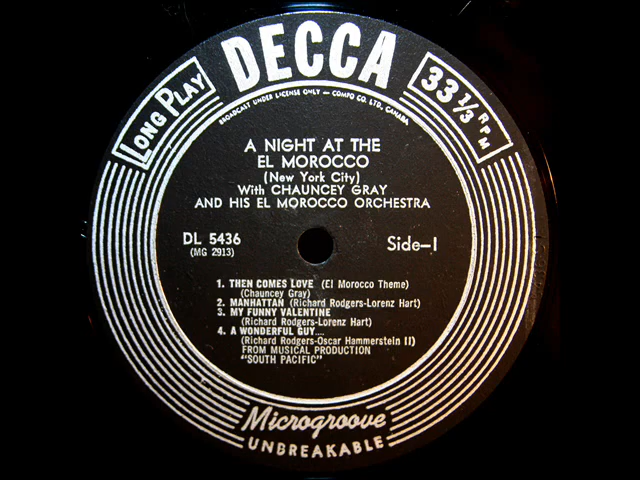 DECCA
LONG PLAY
33 1/3 RPM
BROADCAST UNDER LICENSE ONLY — COMPO CO. LTD., CANADA
A NIGHT AT THE
EL MOROCCO
(New York City)
With CHAUNCEY GRAY
AND HIS EL MOROCCO ORCHESTRA
DL 5436
(MG 2913)
Side-I
1. THEN COMES LOVE (El Morocco Theme)
(Chauncey Gray)
2. MANHATTAN (Richard Rodgers-Lorenz Hart)
3. MY FUNNY VALENTINE
(Richard Rodgers-Lorenz Hart)
4. A WONDERFUL GUY....
(Richard Rodgers-Oscar Hammerstein II)
FROM MUSICAL PRODUCTION
"SOUTH PACIFIC"
Microgroove
UNBREAKABLE